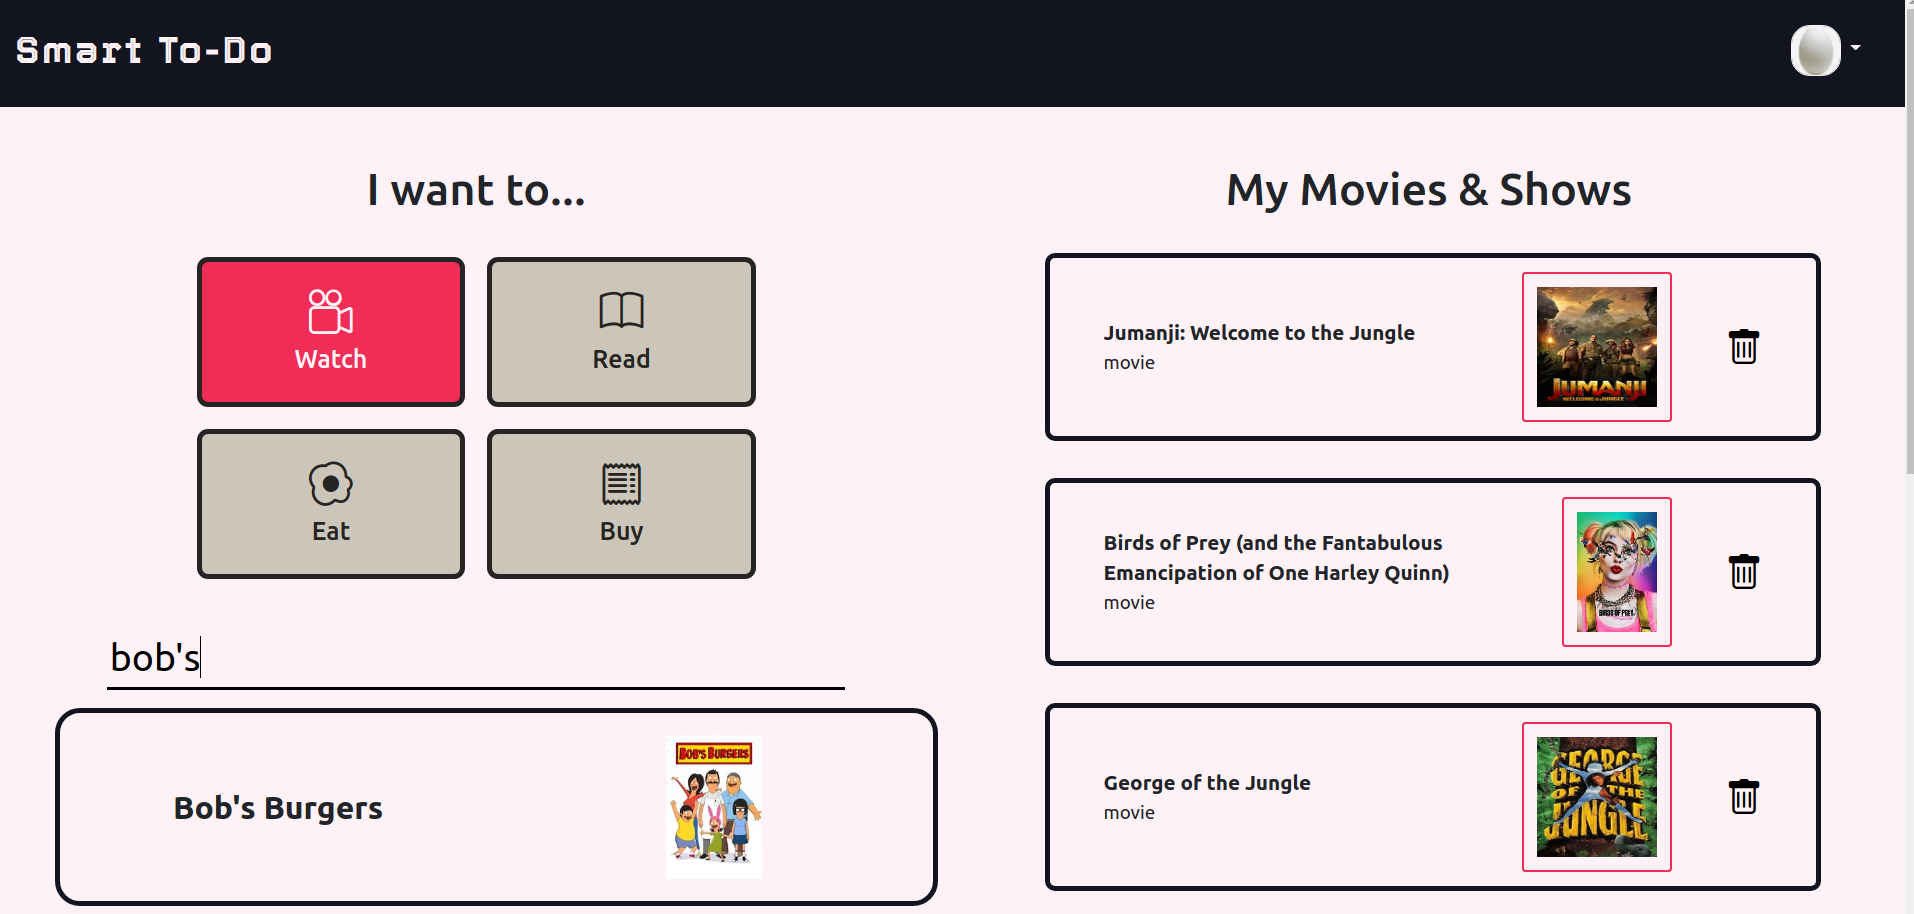 Smart To-Do
I want to...
Watch
Read
Eat
Buy
bob's
Bob's Burgers
BOB'S BURGERS
My Movies & Shows
Jumanji: Welcome to the Jungle
movie
JUMANJI
WELCOME TO THE JUNGLE
Birds of Prey (and the Fantabulous
Emancipation of One Harley Quinn)
movie
BIRDS OF PREY
George of the Jungle
movie
GEORGE
OF THE
JUNGLE